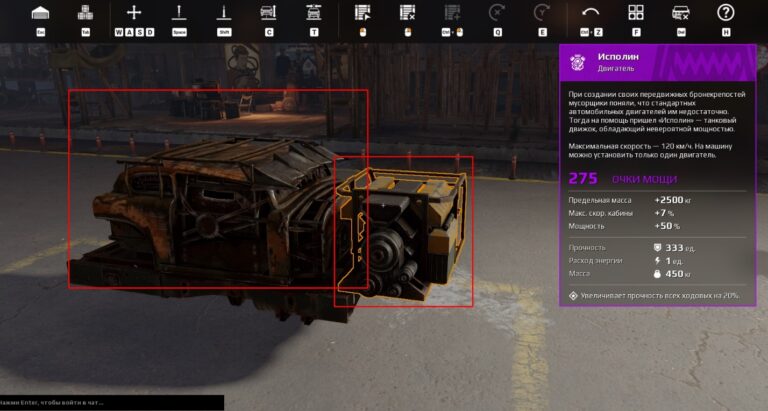 Esc
Tab
W A S D
Space
Shift
C
T
Ctrl +
Q
E
Ctrl + Z
F
Del
H
Исполин
Двигатель
При создании своих передвижных бронекрепостей
мусорщики поняли, что стандартных
автомобильных двигателей им недостаточно.
Тогда на помощь пришел «Исполин» — танковый
движок, обладающий невероятной мощностью.
Максимальная скорость — 120 км/ч. На машину
можно установить только один двигатель.
275 ОЧКИ МОЩИ
Предельная масса +2500 кг
Макс. скор. кабины +7 %
Мощность +50 %
Прочность 333 ед.
Расход энергии 1 ед.
Масса 450 кг
Увеличивает прочность всех ходовых на 20%.
нажми Enter, чтобы войти в чат...